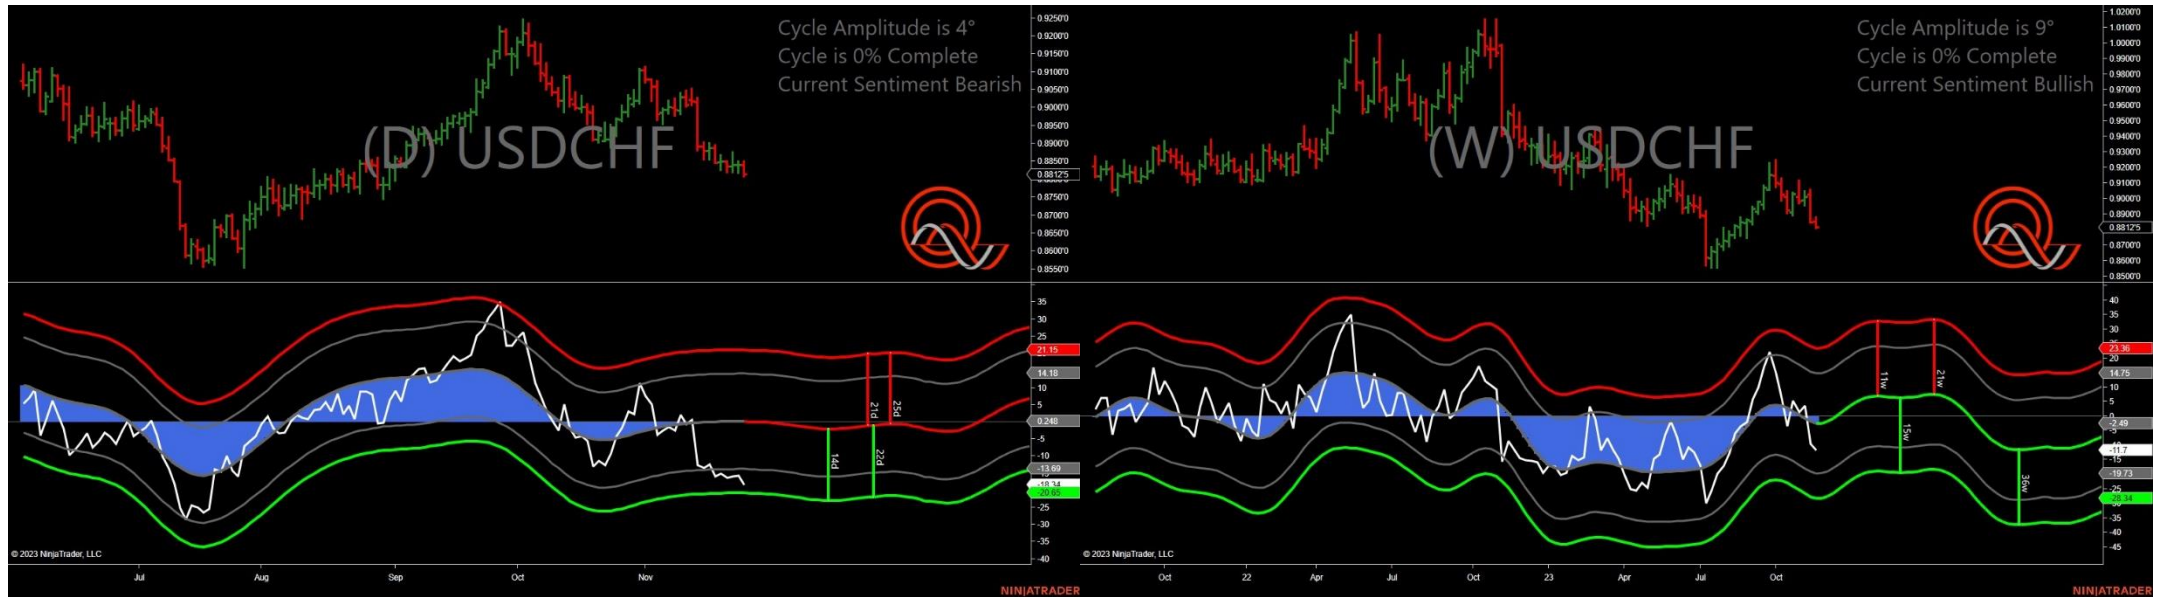 Cycle Amplitude is 4°
Cycle is 0% Complete
Current Sentiment Bearish
(D) USDCHF
0.9250'0
0.9200'0
0.9150'0
0.9100'0
0.9050'0
0.9000'0
0.8950'0
0.8900'0
0.8850'0
0.8812'5
0.8750'0
0.8700'0
0.8650'0
0.8600'0
0.8550'0
35
30
25
21.15
14.18
10
5
0.248
-5
-10
-13.69
-18.34
-20.65
-25
-30
-35
-40
21d
25d
14d
22d
© 2023 NinjaTrader, LLC
Jul
Aug
Sep
Oct
Nov
NINJATRADER
Cycle Amplitude is 9°
Cycle is 0% Complete
Current Sentiment Bullish
(W) USDCHF
1.0200'0
1.0100'0
1.0000'0
0.9900'0
0.9800'0
0.9700'0
0.9600'0
0.9500'0
0.9400'0
0.9300'0
0.9200'0
0.9100'0
0.9000'0
0.8900'0
0.8812'5
0.8700'0
0.8600'0
0.8500'0
40
35
30
23.36
20
14.75
10
5
0
-2.49
-5
-11.7
-15
-19.73
-25
-28.34
-35
-40
-45
11w
21w
15w
36w
© 2023 NinjaTrader, LLC
Oct
22
Apr
Jul
Oct
23
Apr
Jul
Oct
NINJATRADER